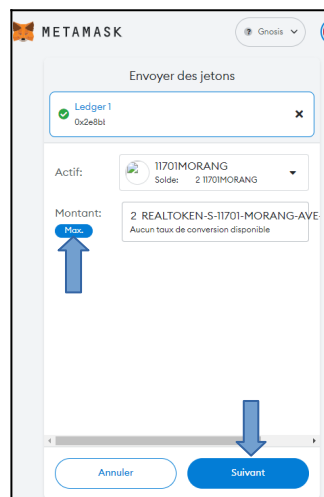 METAMASK
Gnosis
Envoyer des jetons
Ledger 1
0x2e8bl
Actif:
11701MORANG
Solde: 2 11701MORANG
Montant:
Max.
2 REALTOKEN-S-11701-MORANG-AVE-
Aucun taux de conversion disponible
Annuler
Suivant